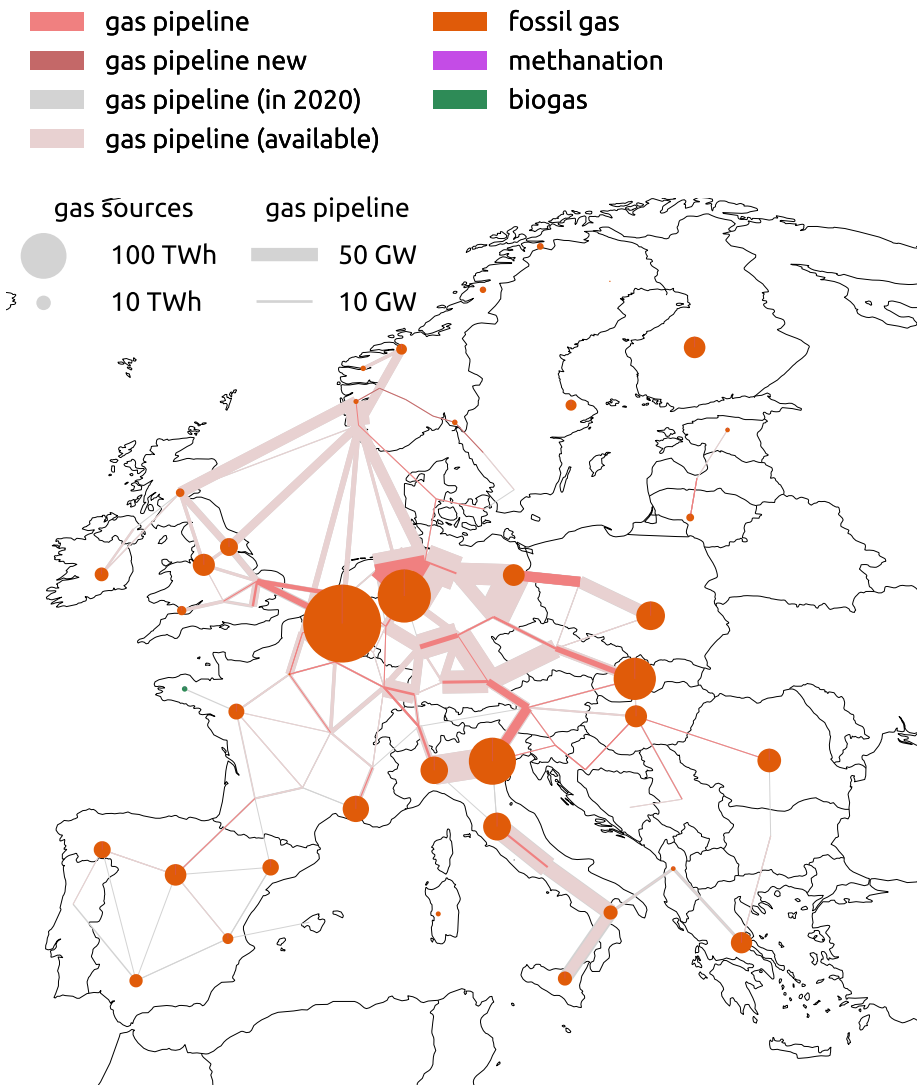 gas pipeline
gas pipeline new
gas pipeline (in 2020)
gas pipeline (available)
fossil gas
methanation
biogas
gas sources
100 TWh
10 TWh
gas pipeline
50 GW
10 GW